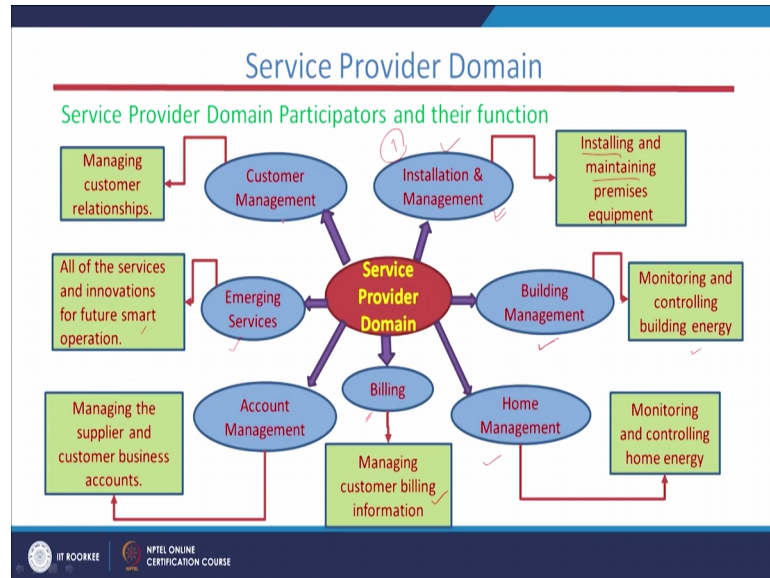 Service Provider Domain
Service Provider Domain Participators and their function
Managing
customer
relationships.
Customer
Management
1
Installation &
Management
Installing and
maintaining
premises
equipment
All of the services
and innovations
for future smart
operation.
Emerging
Services
Service
Provider
Domain
Building
Management
Monitoring and
controlling
building energy
Managing the
supplier and
customer business
accounts.
Account
Management
Billing
Managing
customer billing
information
Home
Management
Monitoring
and controlling
home energy
IIT ROORKEE
NPTEL ONLINE
CERTIFICATION COURSE